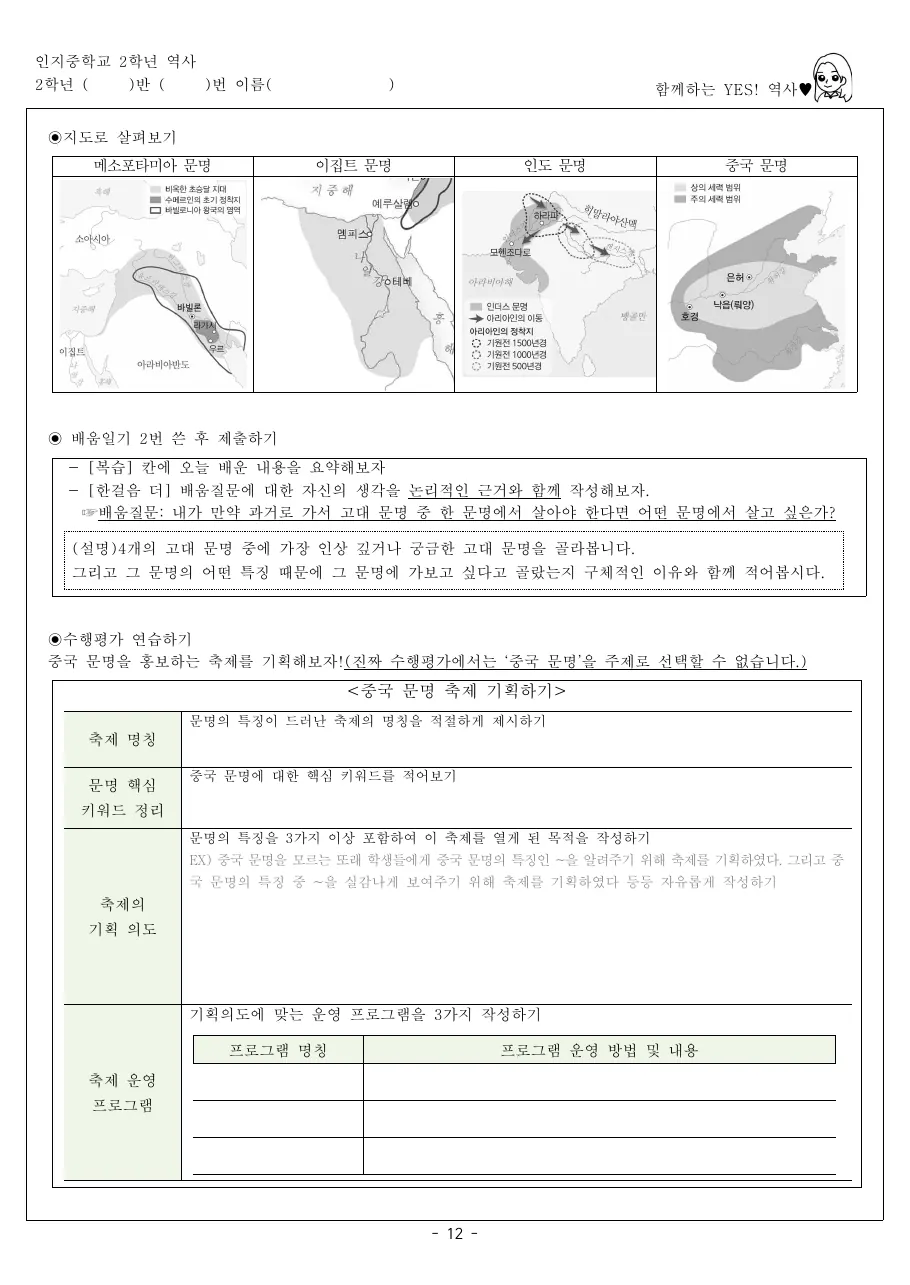 인지중학교 2학년 역사
2학년 (    )반 (    )번 이름(            )
함께하는 YES! 역사♥
◉지도로 살펴보기
메소포타미아 문명 이집트 문명 인도 문명 중국 문명
흑해
비옥한 초승달 지대
수메르인의 초기 정착지
바빌로니아 왕국의 영역
소아시아
지중해
바빌론
라가시
우르
이집트
아라비아반도
지중해
예루살렘
멤피스
나일강
테베
홍해
하라파
히말라야산맥
모헨조다로
아라비아해
벵골만
인더스 문명
아리아인의 이동
아리아인의 정착지
기원전 1500년경
기원전 1000년경
기원전 500년경
상의 세력 범위
주의 세력 범위
은허
낙읍(뤄양)
호경
◉ 배움일기 2번 쓴 후 제출하기
- [복습] 칸에 오늘 배운 내용을 요약해보자
- [한걸음 더] 배움질문에 대한 자신의 생각을 논리적인 근거와 함께 작성해보자.
☞배움질문: 내가 만약 과거로 가서 고대 문명 중 한 문명에서 살아야 한다면 어떤 문명에서 살고 싶은가?
(설명)4개의 고대 문명 중에 가장 인상 깊거나 궁금한 고대 문명을 골라봅니다.
그리고 그 문명의 어떤 특징 때문에 그 문명에 가보고 싶다고 골랐는지 구체적인 이유와 함께 적어봅시다.
◉수행평가 연습하기
중국 문명을 홍보하는 축제를 기획해보자!(진짜 수행평가에서는 ‘중국 문명’을 주제로 선택할 수 없습니다.)
<중국 문명 축제 기획하기>
축제 명칭
문명의 특징이 드러난 축제의 명칭을 적절하게 제시하기
문명 핵심
키워드 정리
중국 문명에 대한 핵심 키워드를 적어보기
축제의
기획 의도
문명의 특징을 3가지 이상 포함하여 이 축제를 열게 된 목적을 작성하기
EX) 중국 문명을 모르는 또래 학생들에게 중국 문명의 특징인 ~을 알려주기 위해 축제를 기획하였다. 그리고 중
국 문명의 특징 중 ~을 실감나게 보여주기 위해 축제를 기획하였다 등등 자유롭게 작성하기
축제 운영
프로그램
기획의도에 맞는 운영 프로그램을 3가지 작성하기
프로그램 명칭 프로그램 운영 방법 및 내용
- 12 -